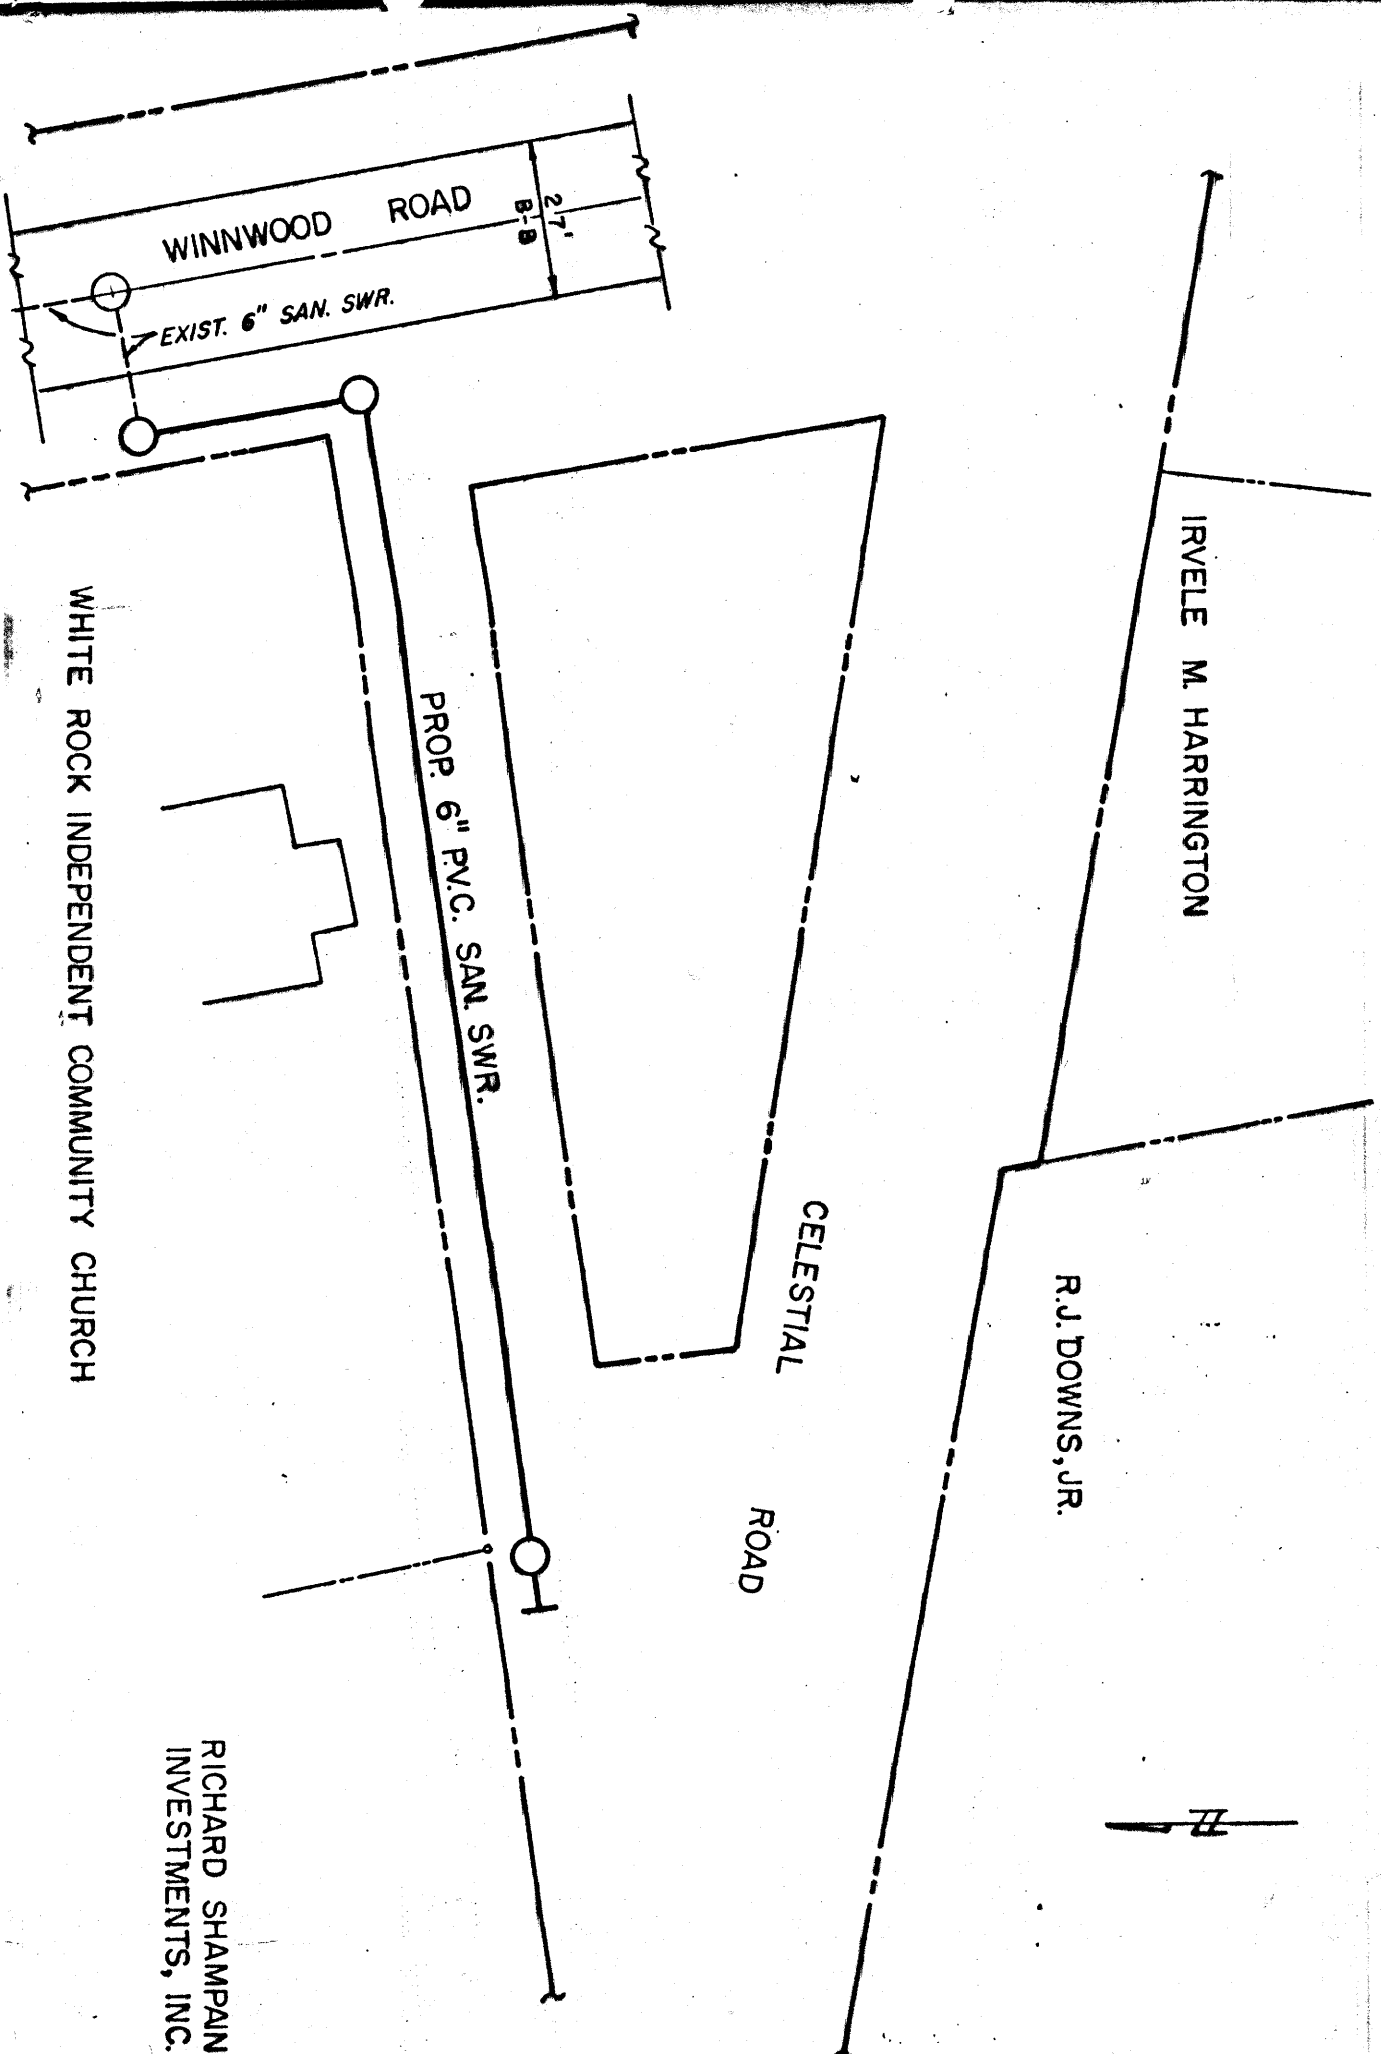 WINNWOOD ROAD
27'
B-B
EXIST. 6" SAN. SWR.
IRVELE M. HARRINGTON
PROP. 6" P.V.C. SAN. SWR.
WHITE ROCK INDEPENDENT COMMUNITY CHURCH
CELESTIAL ROAD
R.J. DOWNS, JR.
RICHARD SHAMPAIN
INVESTMENTS, INC.
N